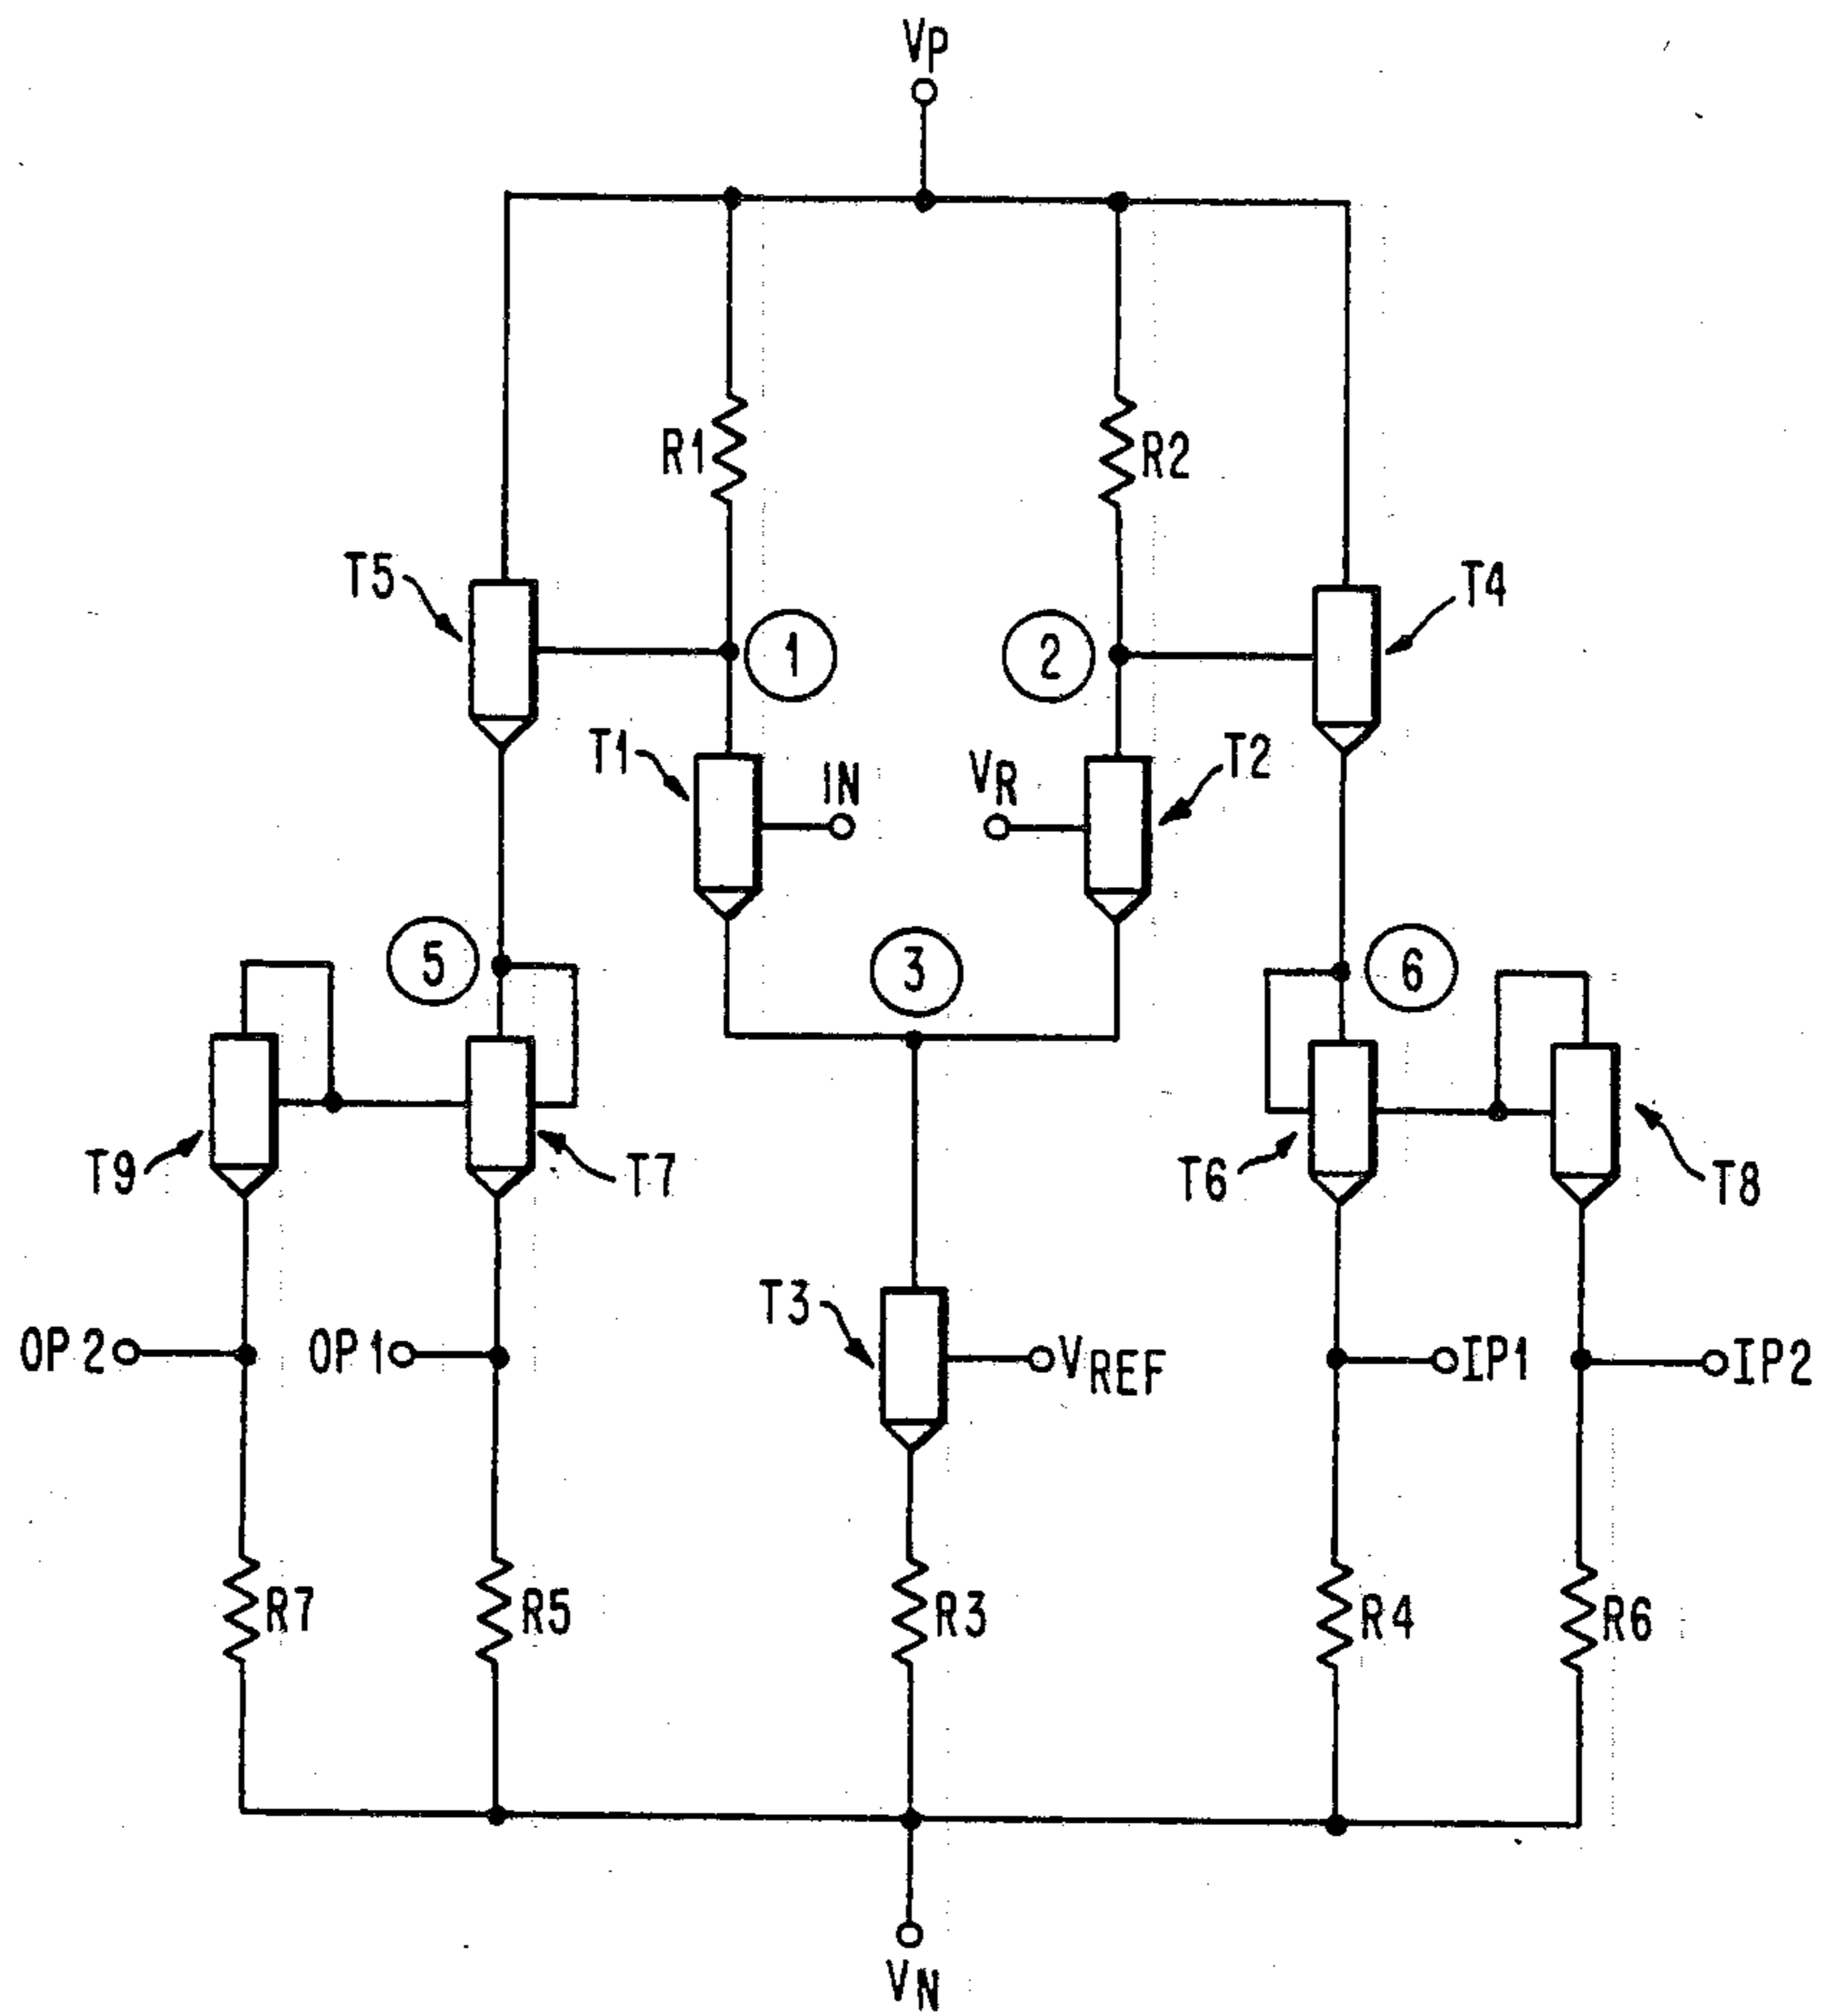 VP
R1
R2
T5
T4
1
2
T1
IN
VR
T2
5
3
6
T9
T7
T6
T8
T3
OP2
OP1
VREF
IP1
IP2
R7
R5
R3
R4
R6
VN